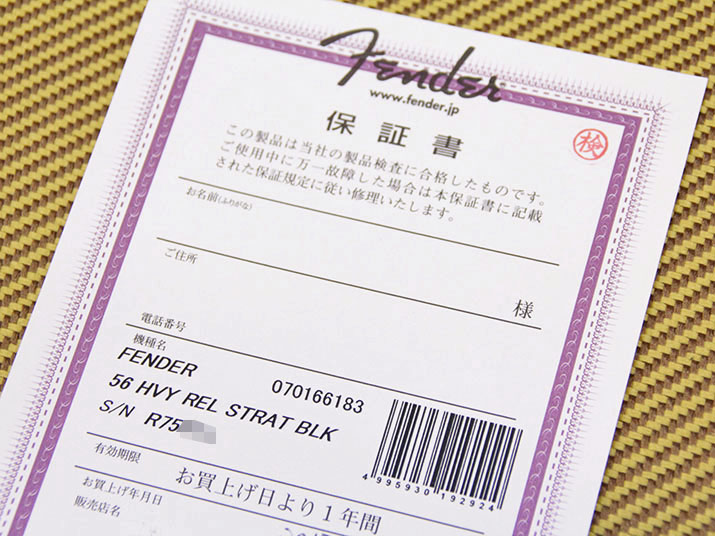 Fender
www.fender.jp
保証書
検
この製品は当社の製品検査に合格したものです。
ご使用中に万一故障した場合は本保証書に記載
された保証規定に従い修理いたします。
お名前(ふりがな)
ご住所
様
電話番号
機種名
FENDER 070166183
56 HVY REL STRAT BLK
S/N R75
4 995930 192924
有効期限 お買上げ日より1年間
お買上げ年月日
販売店名